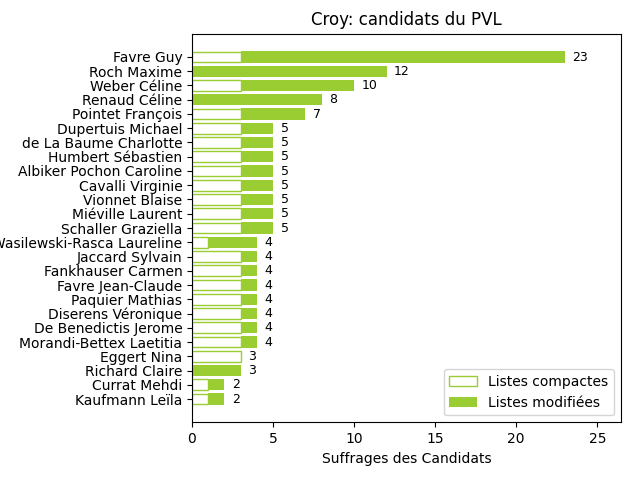 Croy: candidats du PVL
Favre Guy 23
Roch Maxime 12
Weber Céline 10
Renaud Céline 8
Pointet François 7
Dupertuis Michael 5
de La Baume Charlotte 5
Humbert Sébastien 5
Albiker Pochon Caroline 5
Cavalli Virginie 5
Vionnet Blaise 5
Miéville Laurent 5
Schaller Graziella 5
Wasilewski-Rasca Laureline 4
Jaccard Sylvain 4
Fankhauser Carmen 4
Favre Jean-Claude 4
Paquier Mathias 4
Diserens Véronique 4
De Benedictis Jerome 4
Morandi-Bettex Laetitia 4
Eggert Nina 3
Richard Claire 3
Currat Mehdi 2
Kaufmann Leïla 2
Listes compactes
Listes modifiées
0 5 10 15 20 25
Suffrages des Candidats